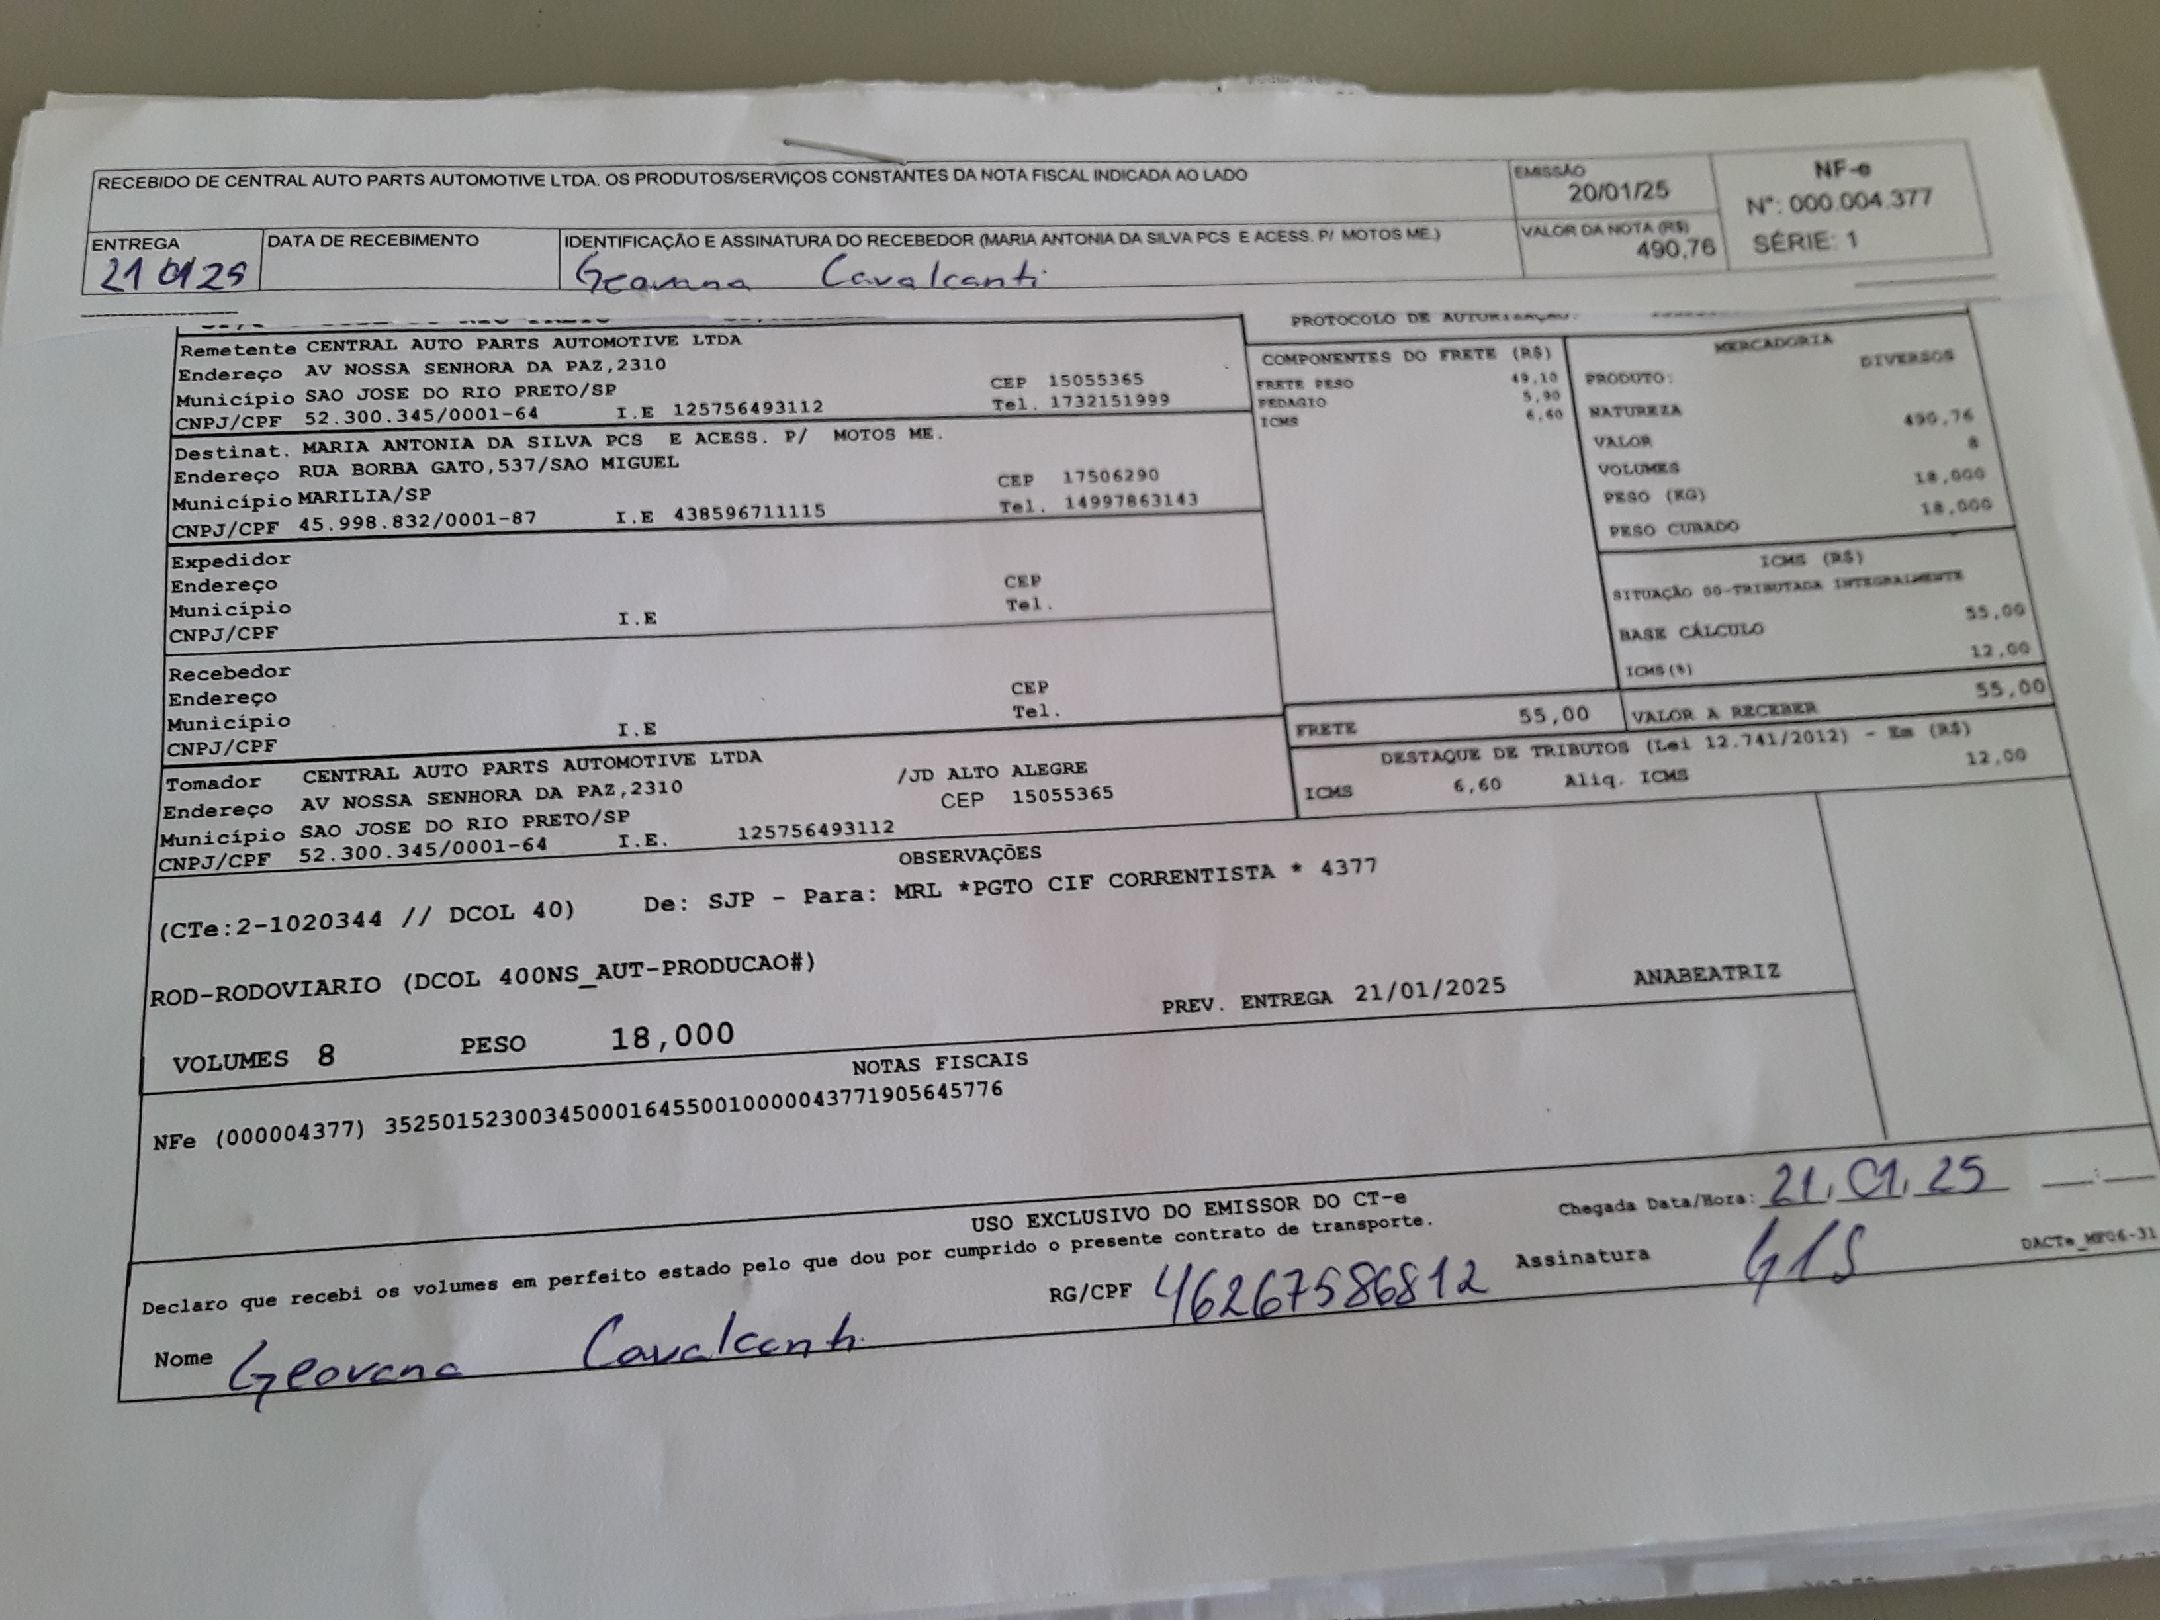 RECEBIDO DE CENTRAL AUTO PARTS AUTOMOTIVE LTDA. OS PRODUTOS/SERVIÇOS CONSTANTES DA NOTA FISCAL INDICADA AO LADO
EMISSÃO
20/01/25
VALOR DA NOTA (R$)
490,76
NF-e
N°: 000.004.377
SÉRIE: 1
ENTREGA
21 01 25
DATA DE RECEBIMENTO
IDENTIFICAÇÃO E ASSINATURA DO RECEBEDOR (MARIA ANTONIA DA SILVA PCS E ACESS. P/ MOTOS ME.)
Geovana Cavalcanti
PROTOCOLO DE AUTORIZAÇÃO:
Remetente CENTRAL AUTO PARTS AUTOMOTIVE LTDA
Endereço AV NOSSA SENHORA DA PAZ,2310
Município SAO JOSE DO RIO PRETO/SP CEP 15055365
CNPJ/CPF 52.300.345/0001-64 I.E 125756493112 Tel. 1732151999
Destinat. MARIA ANTONIA DA SILVA PCS E ACESS. P/ MOTOS ME.
Endereço RUA BORBA GATO,537/SAO MIGUEL
Município MARILIA/SP CEP 17506290
CNPJ/CPF 45.998.832/0001-87 I.E 438596711115 Tel. 14997863143
Expedidor
Endereço
Município CEP
CNPJ/CPF I.E Tel.
Recebedor
Endereço
Município CEP
CNPJ/CPF I.E Tel.
Tomador CENTRAL AUTO PARTS AUTOMOTIVE LTDA
Endereço AV NOSSA SENHORA DA PAZ,2310 /JD ALTO ALEGRE
Município SAO JOSE DO RIO PRETO/SP CEP 15055365
CNPJ/CPF 52.300.345/0001-64 I.E. 125756493112
COMPONENTES DO FRETE (R$)
FRETE PESO 49,10
PEDAGIO 5,90
ICMS 6,60
MERCADORIA
PRODUTO: DIVERSOS
NATUREZA
VALOR 490,76
VOLUMES 8
PESO (KG) 18,000
PESO CUBADO 18,000
ICMS (R$)
SITUAÇÃO 00-TRIBUTADA INTEGRALMENTE
BASE CÁLCULO 55,00
ICMS(%) 12,00
FRETE 55,00
VALOR A RECEBER 55,00
DESTAQUE DE TRIBUTOS (Lei 12.741/2012) - Em (R$)
ICMS 6,60 Aliq. ICMS 12,00
OBSERVAÇÕES
(CTe:2-1020344 // DCOL 40) De: SJP - Para: MRL *PGTO CIF CORRENTISTA * 4377
ROD-RODOVIARIO (DCOL 400NS_AUT-PRODUCAO#)
PREV. ENTREGA 21/01/2025 ANABEATRIZ
VOLUMES 8 PESO 18,000
NOTAS FISCAIS
NFe (000004377) 35250152300345000164550010000043771905645776
USO EXCLUSIVO DO EMISSOR DO CT-e
Chegada Data/Hora: 21.01.25 __:__
Declaro que recebi os volumes em perfeito estado pelo que dou por cumprido o presente contrato de transporte.
DACTe_MF06-31
Nome Geovana Cavalcanti RG/CPF 46267586812 Assinatura